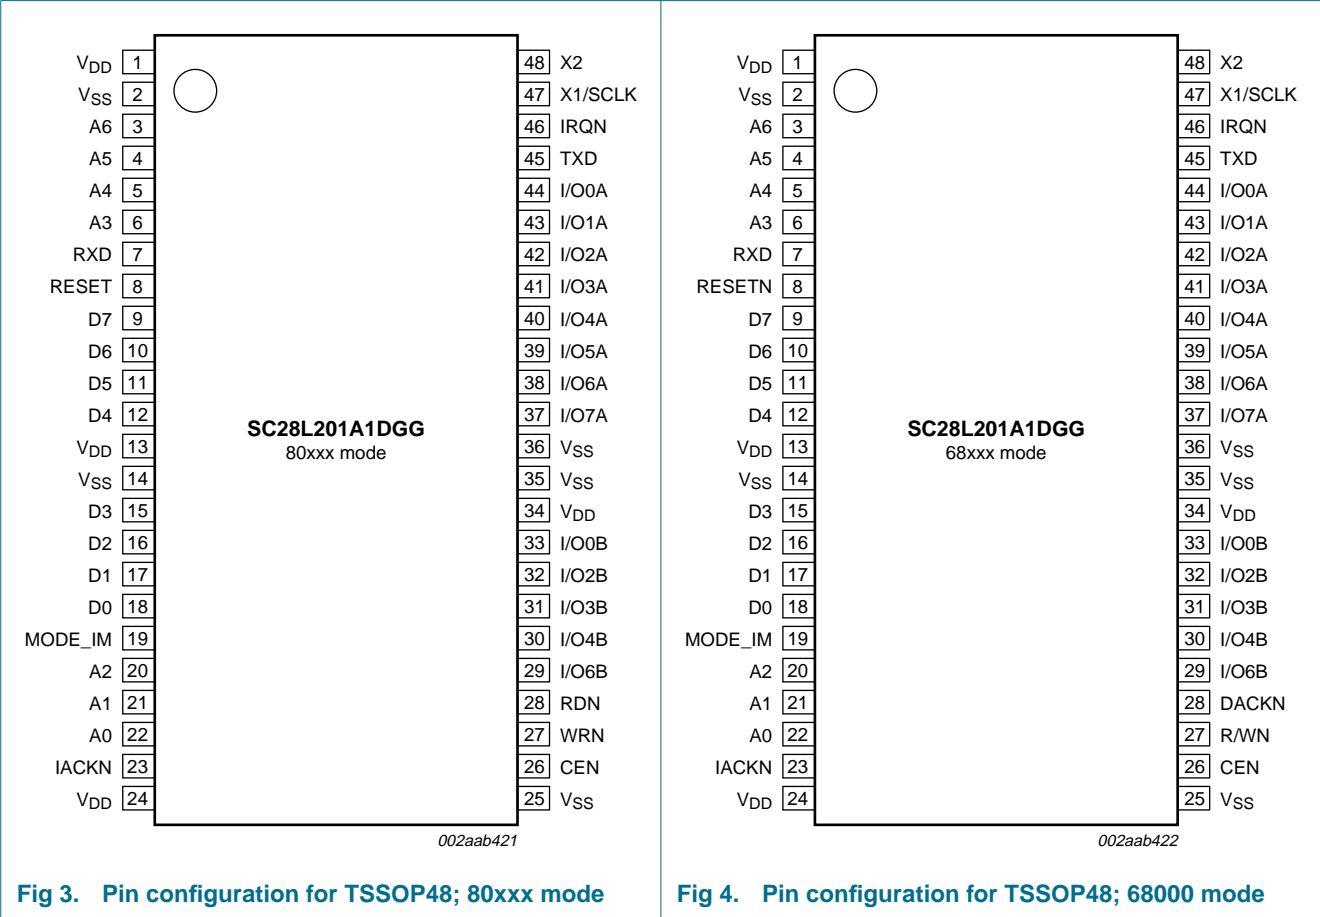 VDD 1 48 X2
VSS 2 47 X1/SCLK
A6 3 46 IRQN
A5 4 45 TXD
A4 5 44 I/O0A
A3 6 43 I/O1A
RXD 7 42 I/O2A
RESET 8 41 I/O3A
D7 9 40 I/O4A
D6 10 39 I/O5A
D5 11 38 I/O6A
D4 12 37 I/O7A
SC28L201A1DGG
80xxx mode
VDD 13 36 VSS
VSS 14 35 VSS
D3 15 34 VDD
D2 16 33 I/O0B
D1 17 32 I/O2B
D0 18 31 I/O3B
MODE_IM 19 30 I/O4B
A2 20 29 I/O6B
A1 21 28 RDN
A0 22 27 WRN
IACKN 23 26 CEN
VDD 24 25 VSS
002aab421
Fig 3. Pin configuration for TSSOP48; 80xxx mode
VDD 1 48 X2
VSS 2 47 X1/SCLK
A6 3 46 IRQN
A5 4 45 TXD
A4 5 44 I/O0A
A3 6 43 I/O1A
RXD 7 42 I/O2A
RESETN 8 41 I/O3A
D7 9 40 I/O4A
D6 10 39 I/O5A
D5 11 38 I/O6A
D4 12 37 I/O7A
SC28L201A1DGG
68xxx mode
VDD 13 36 VSS
VSS 14 35 VSS
D3 15 34 VDD
D2 16 33 I/O0B
D1 17 32 I/O2B
D0 18 31 I/O3B
MODE_IM 19 30 I/O4B
A2 20 29 I/O6B
A1 21 28 DACKN
A0 22 27 R/WN
IACKN 23 26 CEN
VDD 24 25 VSS
002aab422
Fig 4. Pin configuration for TSSOP48; 68000 mode